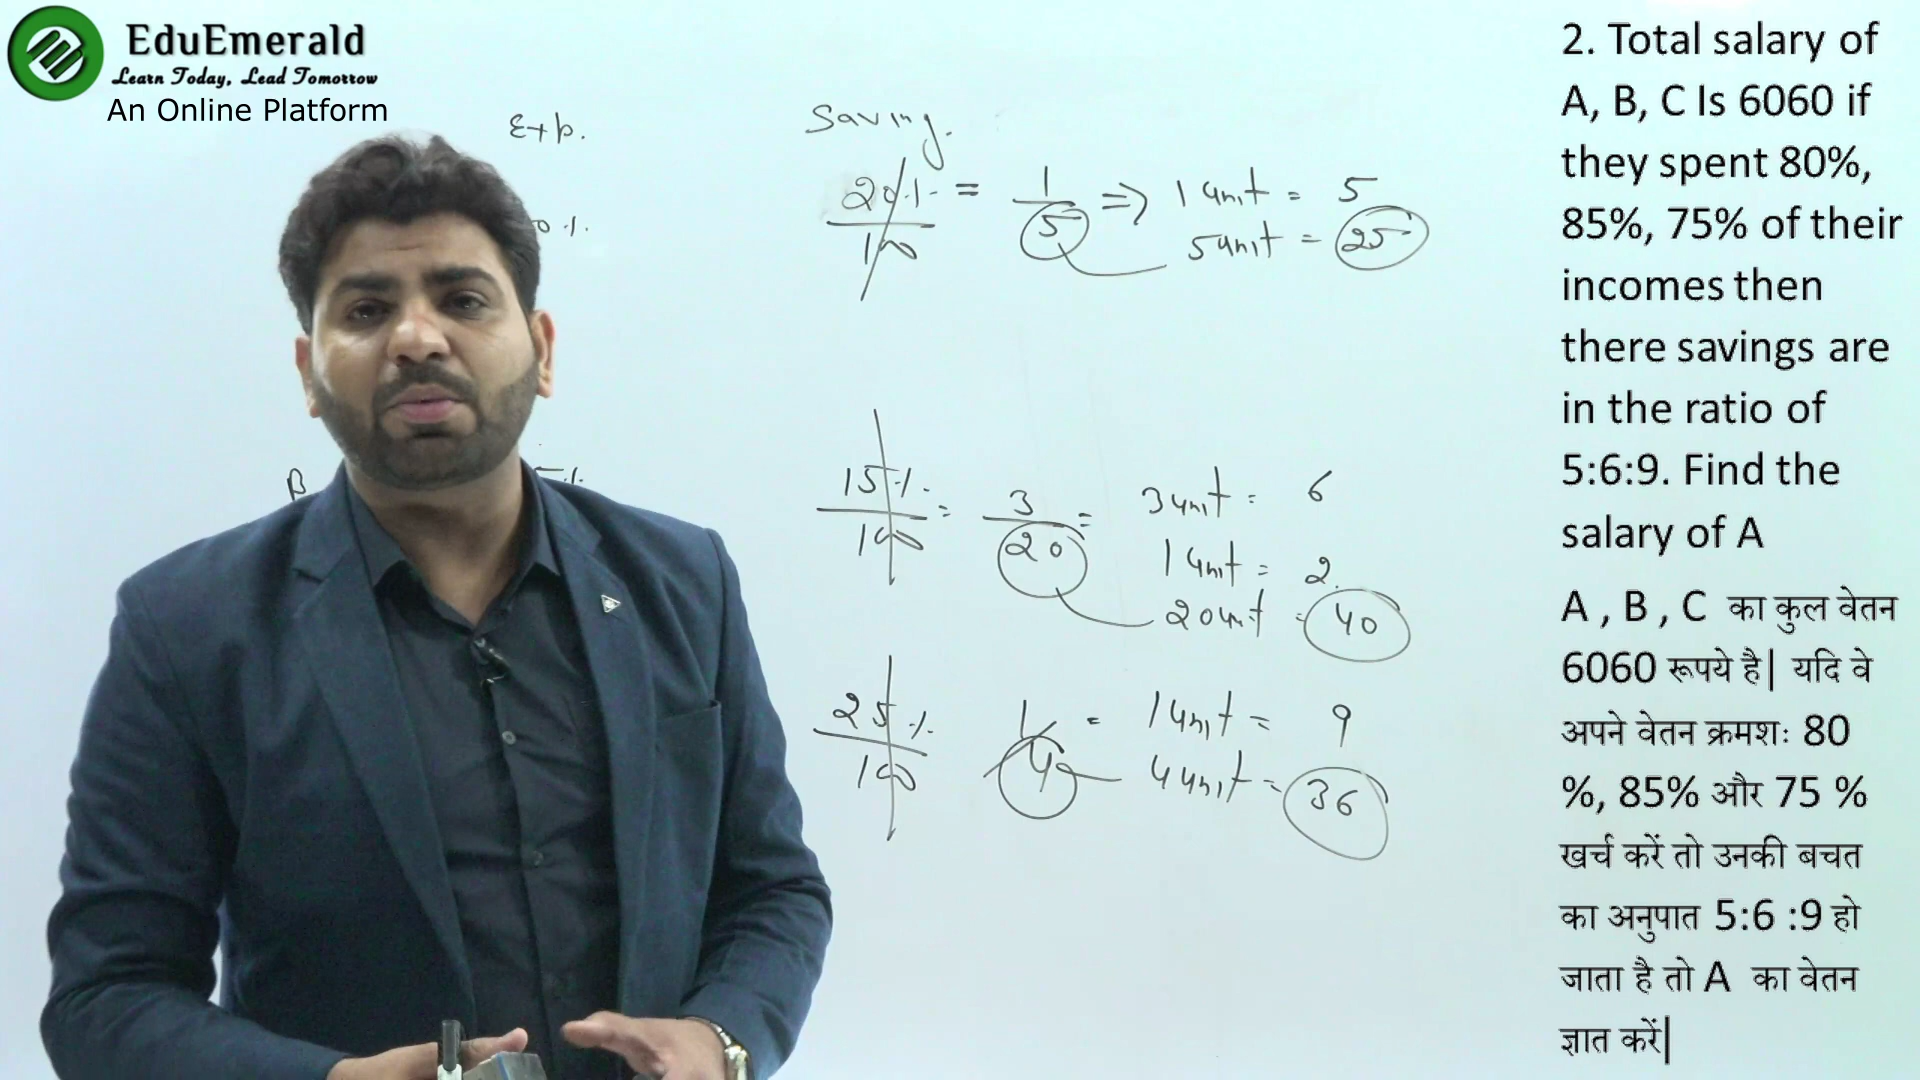 EduEmerald
Learn Today, Lead Tomorrow
An Online Platform
Exp.
Saving.
20% / 100 = 1/5 ⇒ 1 unit = 5
5 unit = 25
B
15% / 100 = 3/20 = 3 unit = 6
1 unit = 2
20 unit = 40
25% / 100 1/4 = 1 unit = 9
4 unit = 36
2. Total salary of
A, B, C Is 6060 if
they spent 80%,
85%, 75% of their
incomes then
there savings are
in the ratio of
5:6:9. Find the
salary of A
A , B , C का कुल वेतन
6060 रूपये है| यदि वे
अपने वेतन क्रमशः 80
%, 85% और 75 %
खर्च करें तो उनकी बचत
का अनुपात 5:6 :9 हो
जाता है तो A का वेतन
ज्ञात करें|